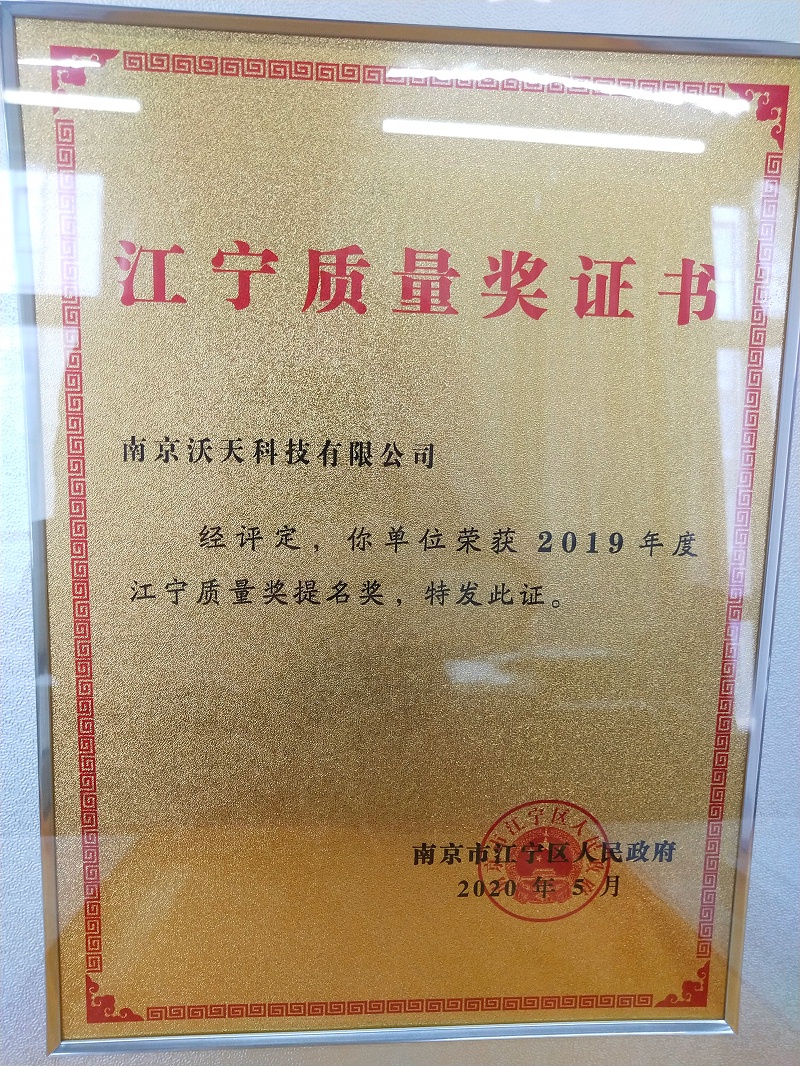 江宁质量奖证书
南京沃天科技有限公司
经评定，你单位荣获 2019 年度
江宁质量奖提名奖，特发此证。
南京市江宁区人民政府
2020 年 5 月